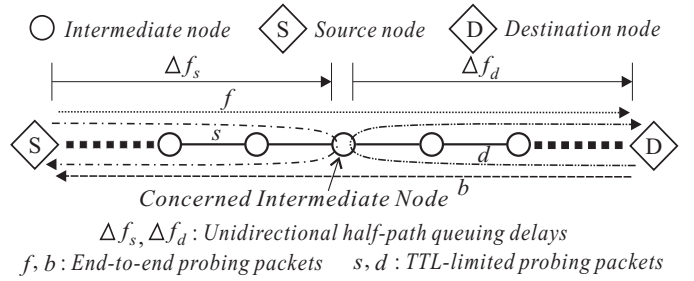 Intermediate node S Source node D Destination node
Δf_s Δf_d
f
S s d D
b
Concerned Intermediate Node
Δf_s, Δf_d : Unidirectional half-path queuing delays
f, b : End-to-end probing packets s, d : TTL-limited probing packets